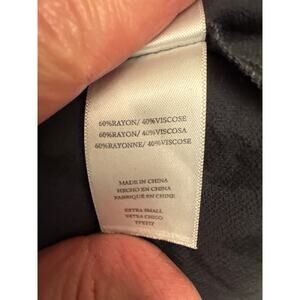 60%RAYON/ 40%VISCOSE
60%RAYON/ 40%VISCOSA
60%RAYONNE/ 40%VISCOSE
MADE IN CHINA
HECHO EN CHINA
FABRIQUÉ EN CHINE
EXTRA SMALL
EXTRA CHICO
TPETIT